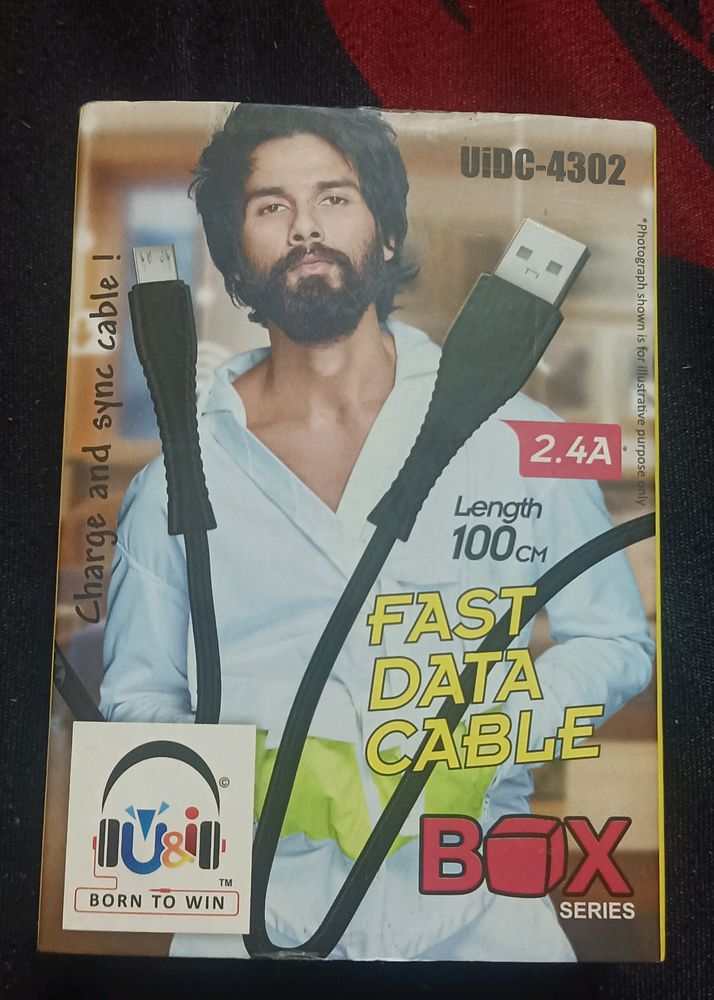 UiDC-4302
Charge and sync cable !
*Photograph shown is for illustrative purpose only
2.4A
Length
100CM
FAST
DATA
CABLE
©
U&i
TM
BORN TO WIN
BOX
SERIES